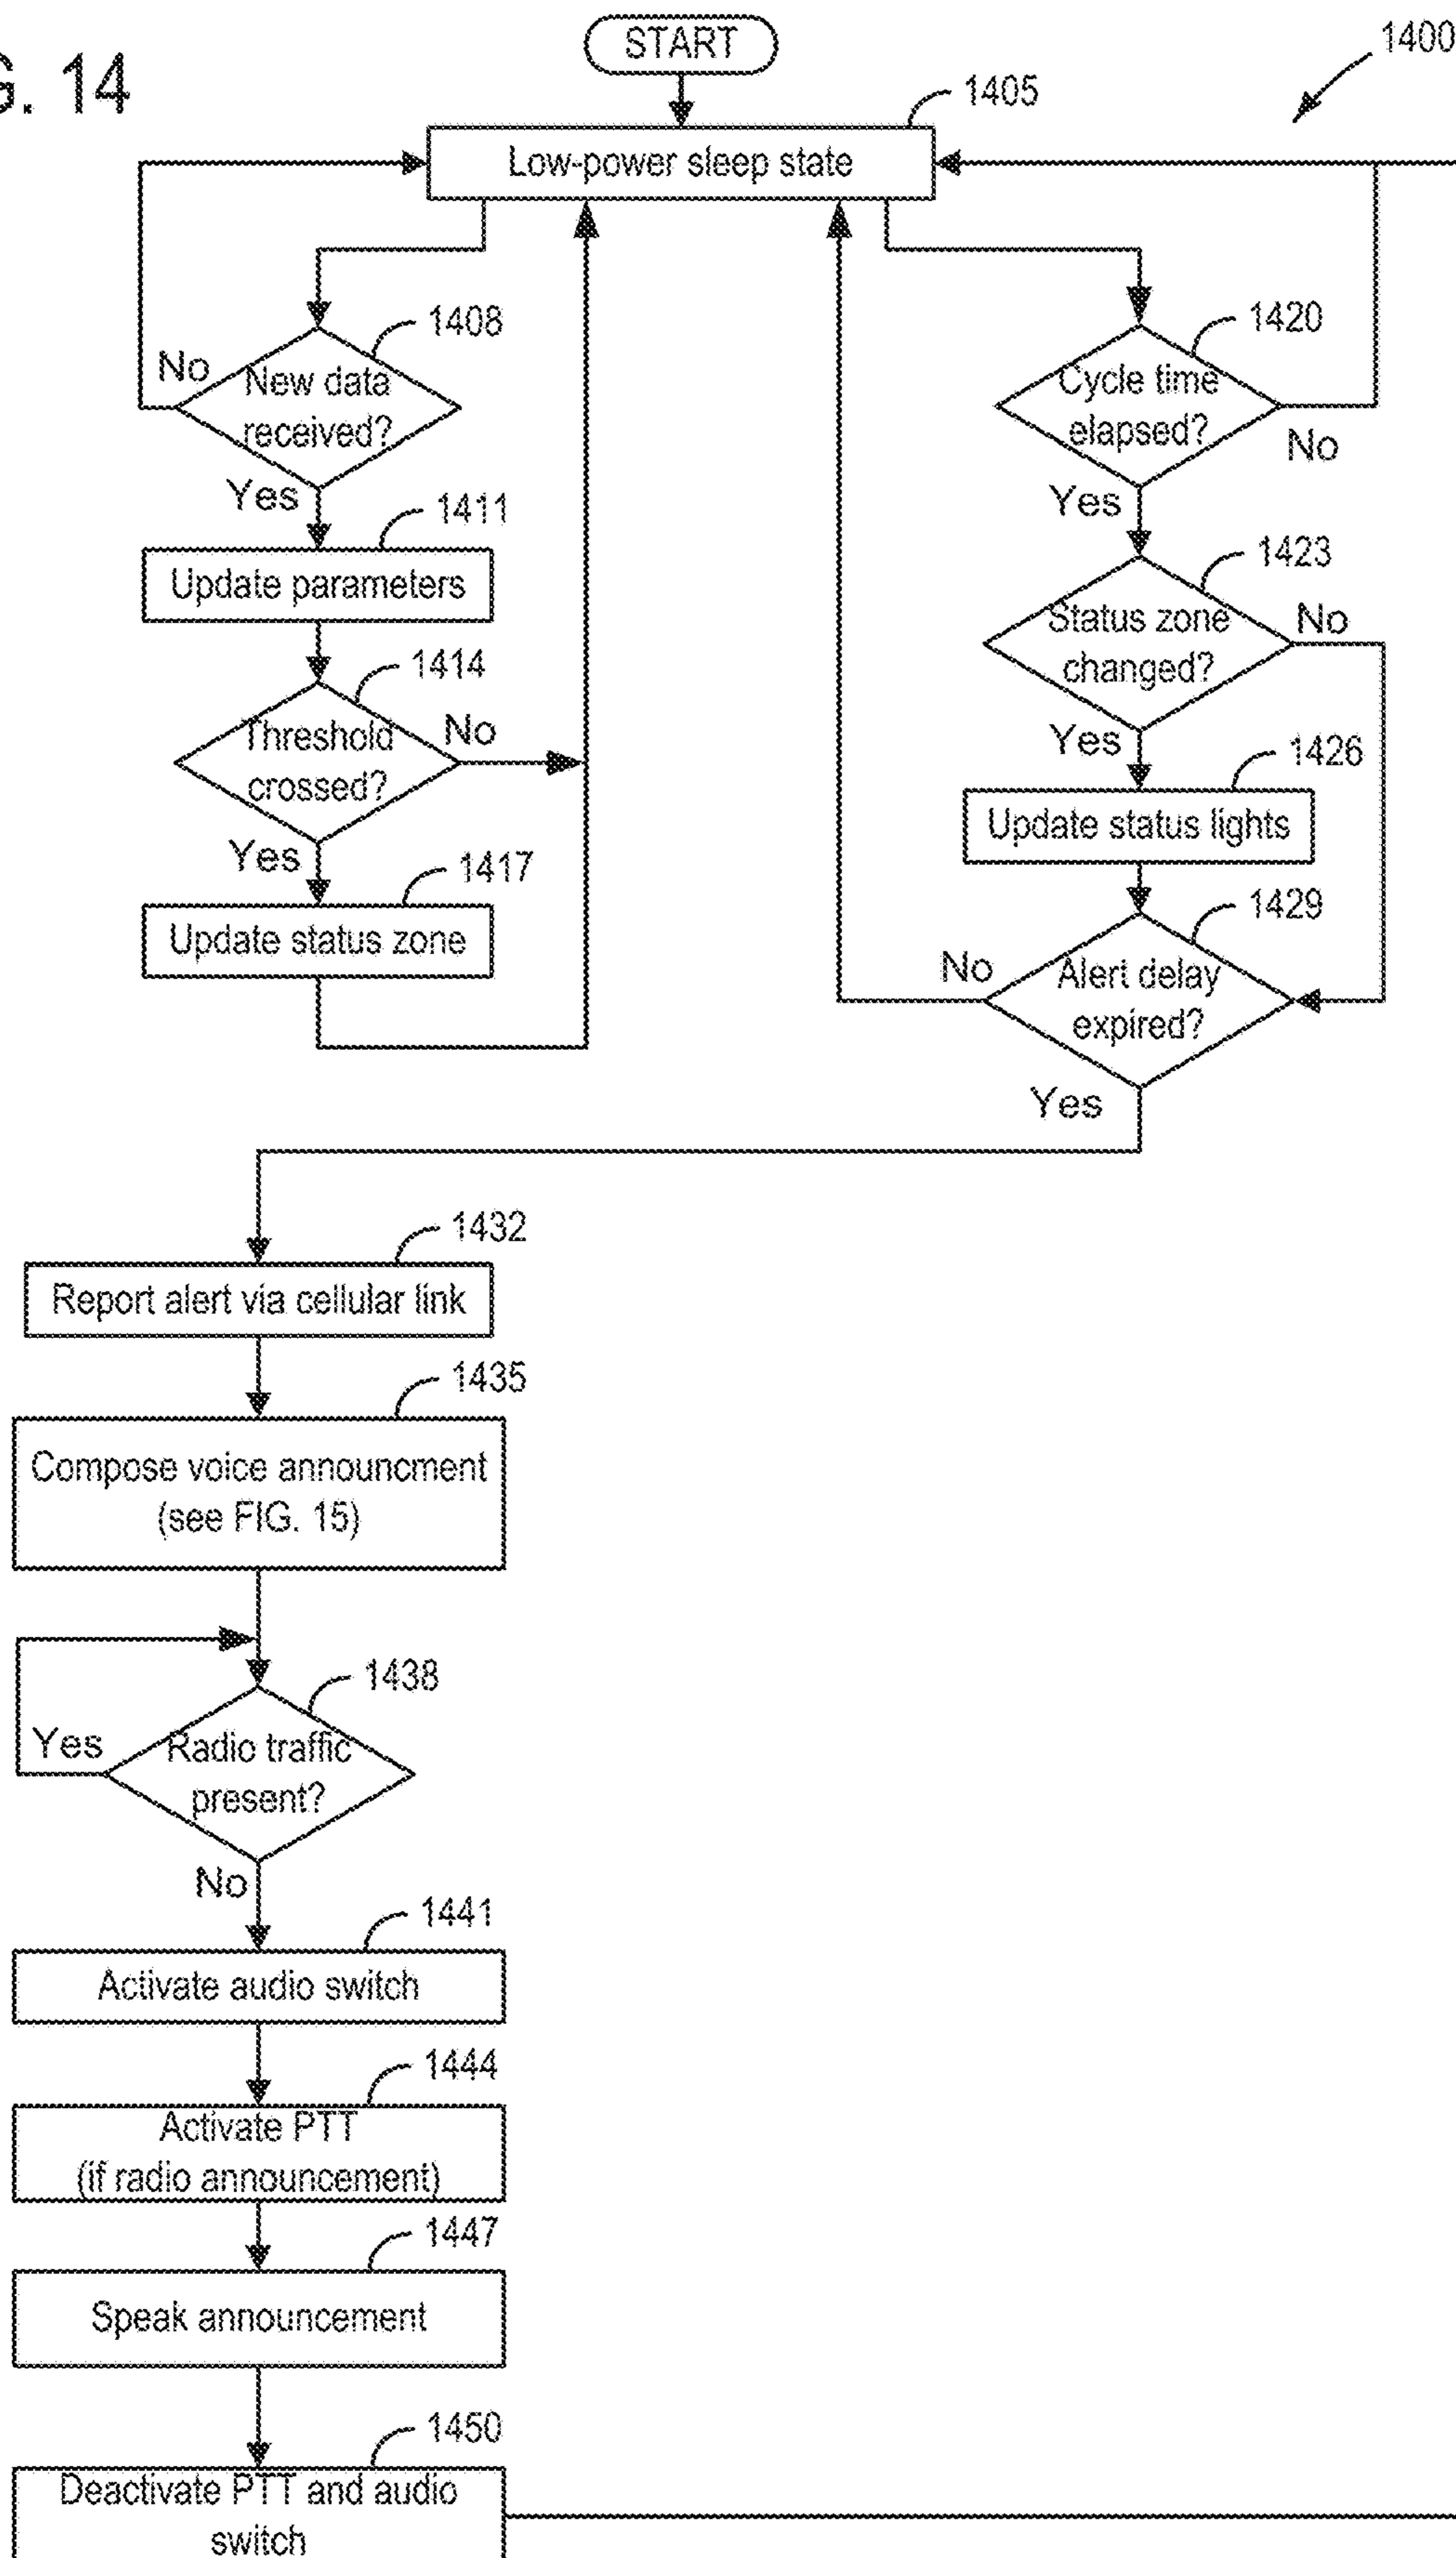 G. 14
START
1400
1405
Low-power sleep state
1408
No
New data
received?
Yes
1411
Update parameters
1414
Threshold
crossed?
No
Yes
1417
Update status zone
1420
Cycle time
elapsed?
No
Yes
1423
Status zone
changed?
No
Yes
1426
Update status lights
1429
No
Alert delay
expired?
Yes
1432
Report alert via cellular link
1435
Compose voice announcment
(see FIG. 15)
1438
Yes
Radio traffic
present?
No
1441
Activate audio switch
1444
Activate PTT
(if radio announcement)
1447
Speak announcement
1450
Deactivate PTT and audio
switch